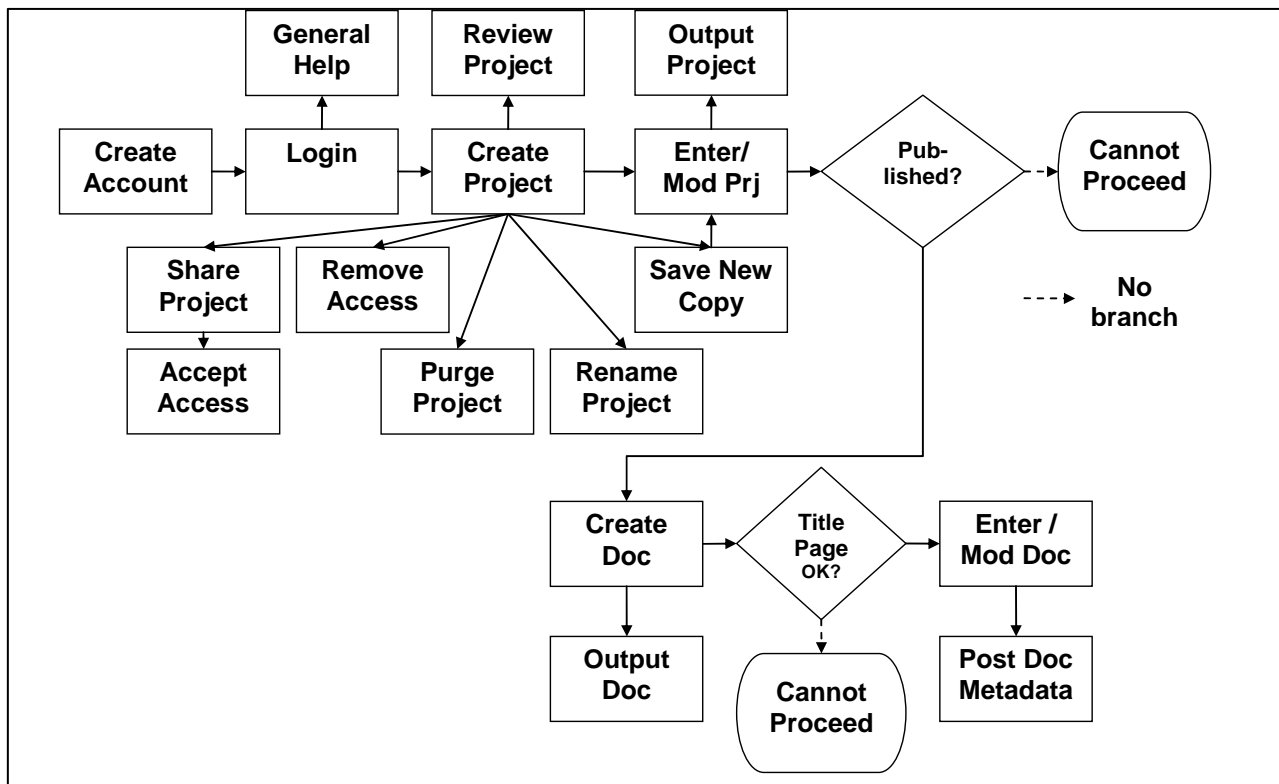 General
Help
Review
Project
Output
Project
Create
Account
Login
Create
Project
Enter/
Mod Prj
Pub-
lished?
Cannot
Proceed
Share
Project
Remove
Access
Save New
Copy
No
branch
Accept
Access
Purge
Project
Rename
Project
Create
Doc
Title
Page
OK?
Enter /
Mod Doc
Output
Doc
Cannot
Proceed
Post Doc
Metadata